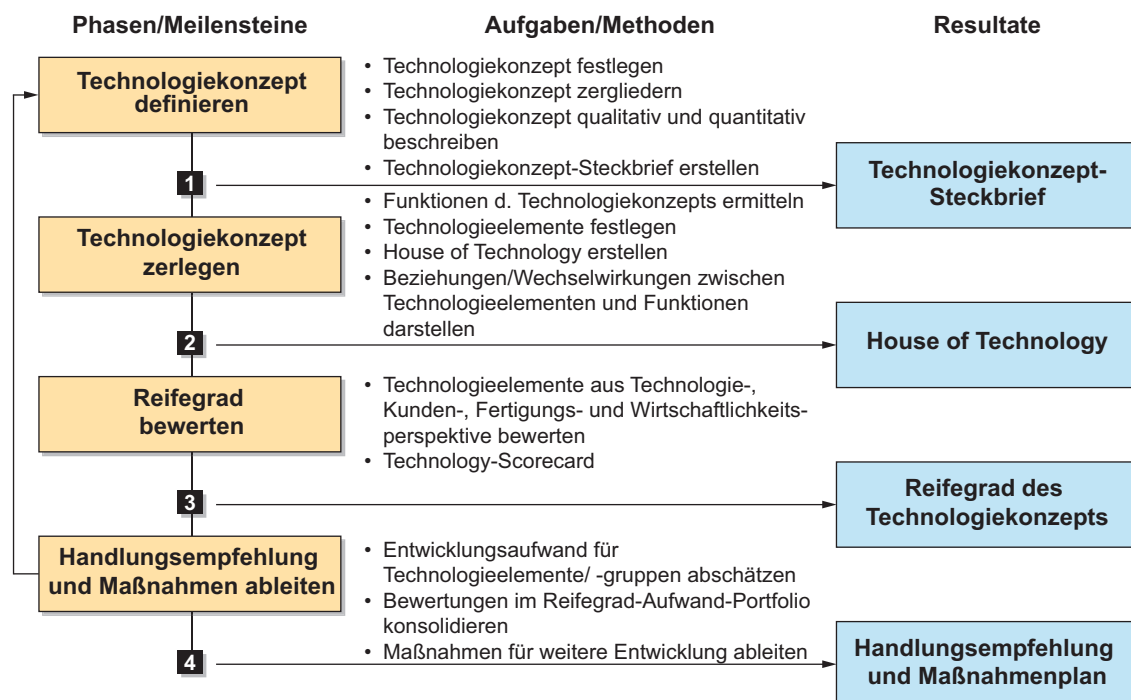 Phasen/Meilensteine
Aufgaben/Methoden
Resultate
Technologiekonzept
definieren
• Technologiekonzept festlegen
• Technologiekonzept zergliedern
• Technologiekonzept qualitativ und quantitativ
beschreiben
• Technologiekonzept-Steckbrief erstellen
1
Technologiekonzept-
Steckbrief
Technologiekonzept
zerlegen
• Funktionen d. Technologiekonzepts ermitteln
• Technologieelemente festlegen
• House of Technology erstellen
• Beziehungen/Wechselwirkungen zwischen
Technologieelementen und Funktionen
darstellen
2
House of Technology
Reifegrad
bewerten
• Technologieelemente aus Technologie-,
Kunden-, Fertigungs- und Wirtschaftlichkeits-
perspektive bewerten
• Technology-Scorecard
3
Reifegrad des
Technologiekonzepts
Handlungsempfehlung
und Maßnahmen ableiten
• Entwicklungsaufwand für
Technologieelemente/ -gruppen abschätzen
• Bewertungen im Reifegrad-Aufwand-Portfolio
konsolidieren
• Maßnahmen für weitere Entwicklung ableiten
4
Handlungsempfehlung
und Maßnahmenplan